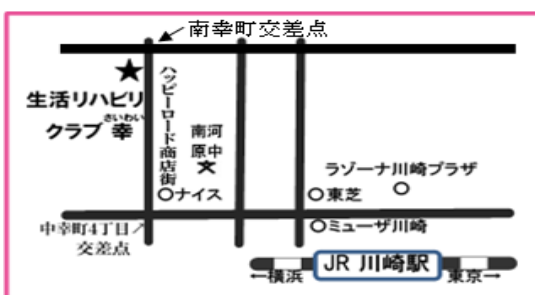 南幸町交差点
生活リハビリ
さいわい
クラブ 幸
ハッピーロード商店街
南河
原中
ナイス
ラゾーナ川崎プラザ
東芝
ミューザ川崎
中幸町4丁目
交差点
JR 川崎駅
←横浜
東京→